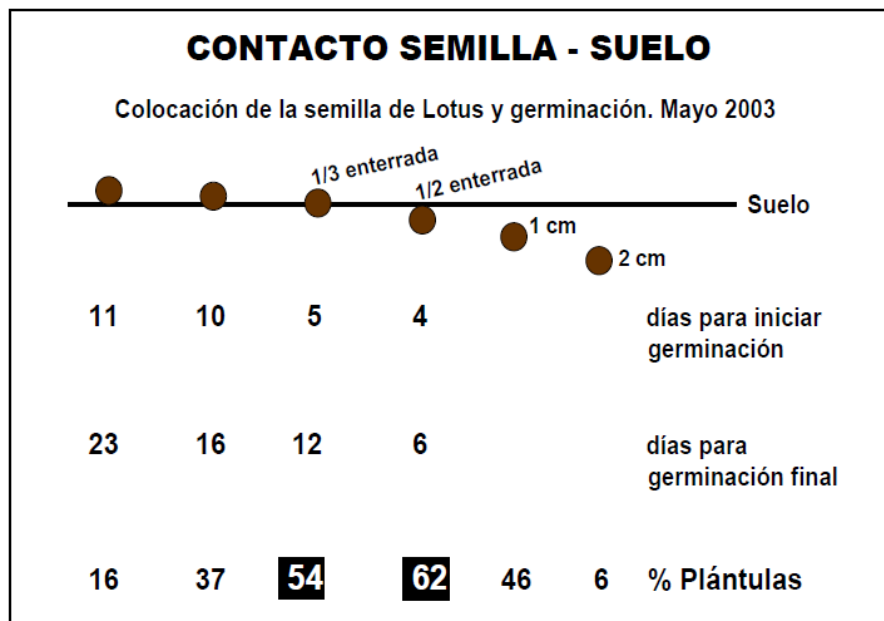 CONTACTO SEMILLA - SUELO
Colocación de la semilla de Lotus y germinación. Mayo 2003
1/3 enterrada
1/2 enterrada
Suelo
1 cm
2 cm
11 10 5 4 días para iniciar
germinación
23 16 12 6 días para
germinación final
16 37 54 62 46 6 % Plántulas